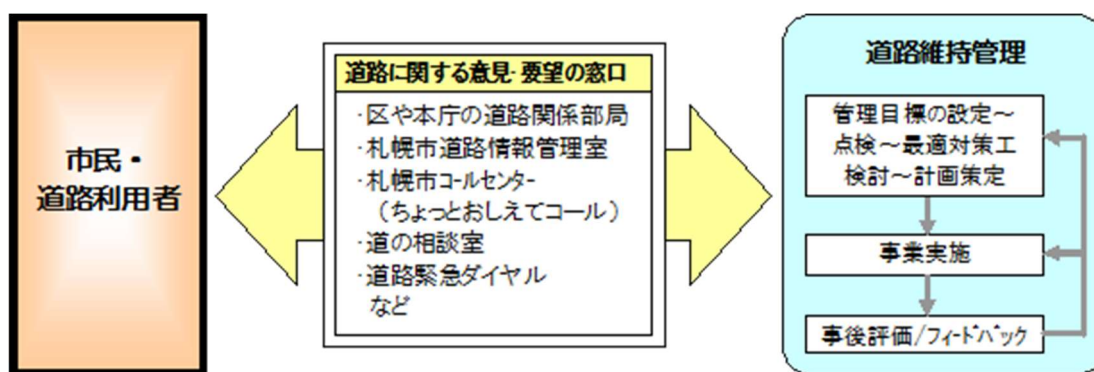 市民・
道路利用者
道路に関する意見･要望の窓口
･区や本庁の道路関係部局
･札幌市道路情報管理室
･札幌市ｺｰﾙｾﾝﾀｰ
（ちょっとおしえてコール）
･道の相談室
･道路緊急ダイヤル
など
道路維持管理
管理目標の設定～
点検～最適対策工
検討～計画策定
事業実施
事後評価/ﾌｨｰﾄﾞﾊﾞｯｸ